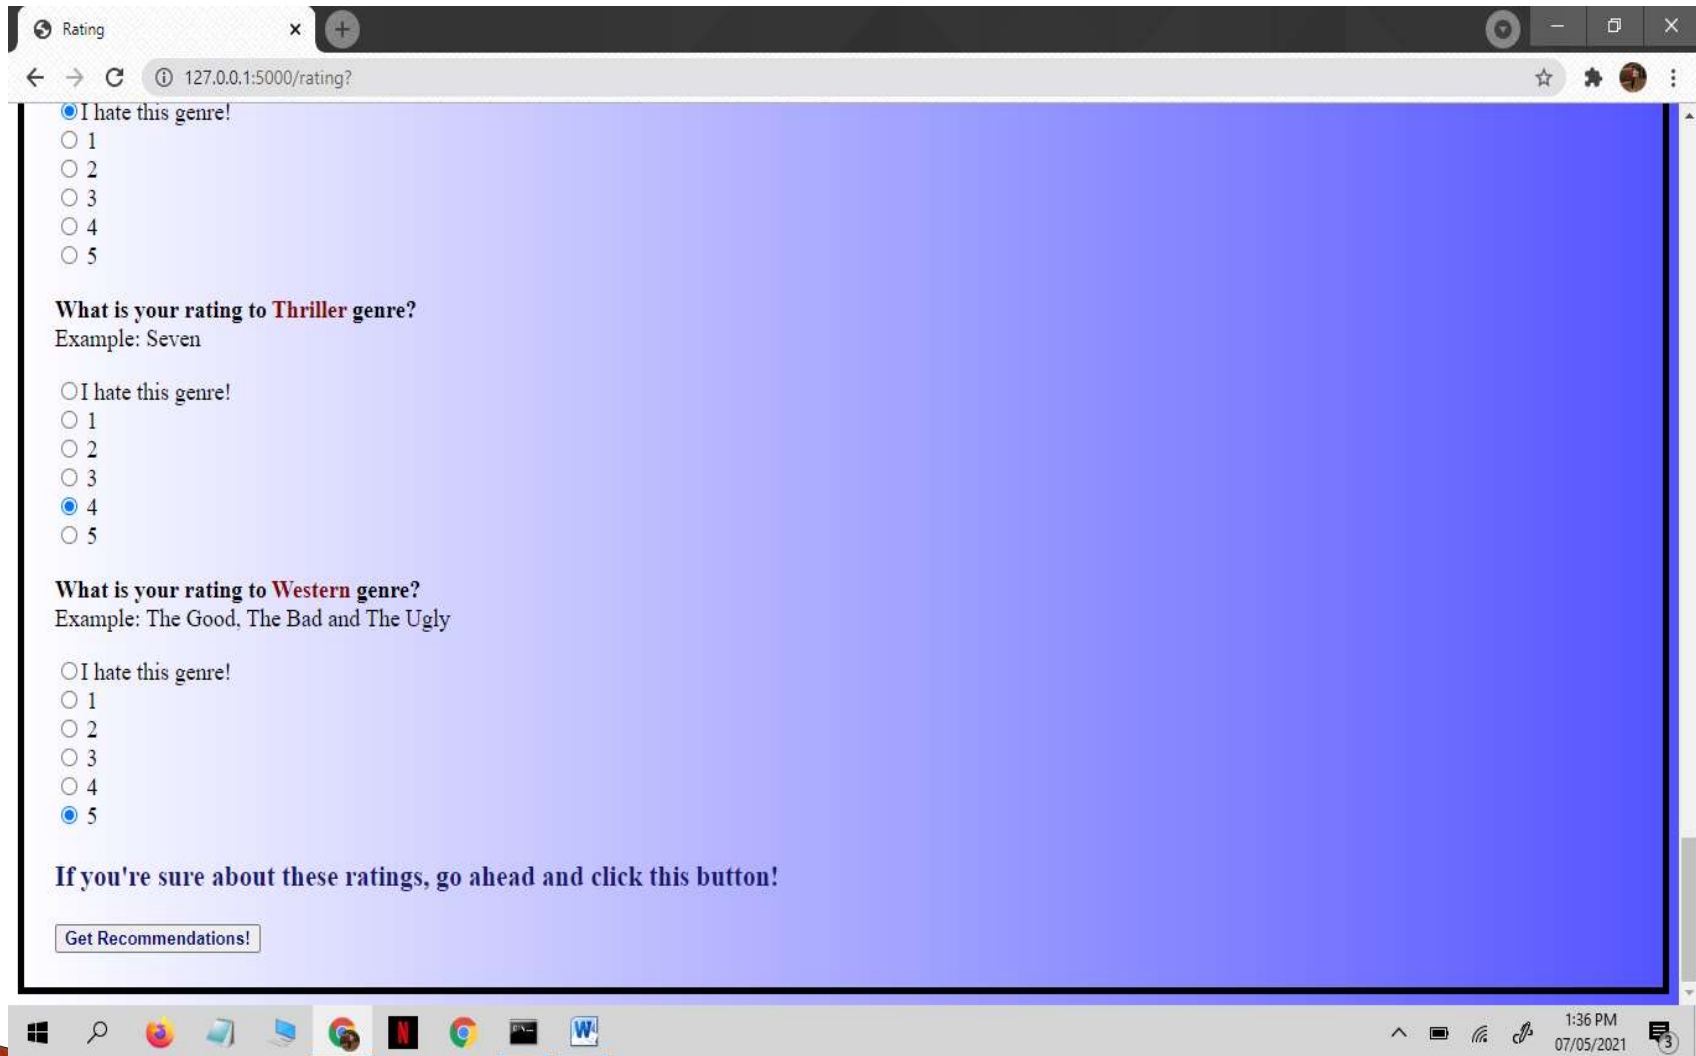 Rating
127.0.0.1:5000/rating?
I hate this genre!
1
2
3
4
5
What is your rating to Thriller genre?
Example: Seven
I hate this genre!
1
2
3
4
5
What is your rating to Western genre?
Example: The Good, The Bad and The Ugly
I hate this genre!
1
2
3
4
5
If you're sure about these ratings, go ahead and click this button!
Get Recommendations!
1:36 PM
07/05/2021
3